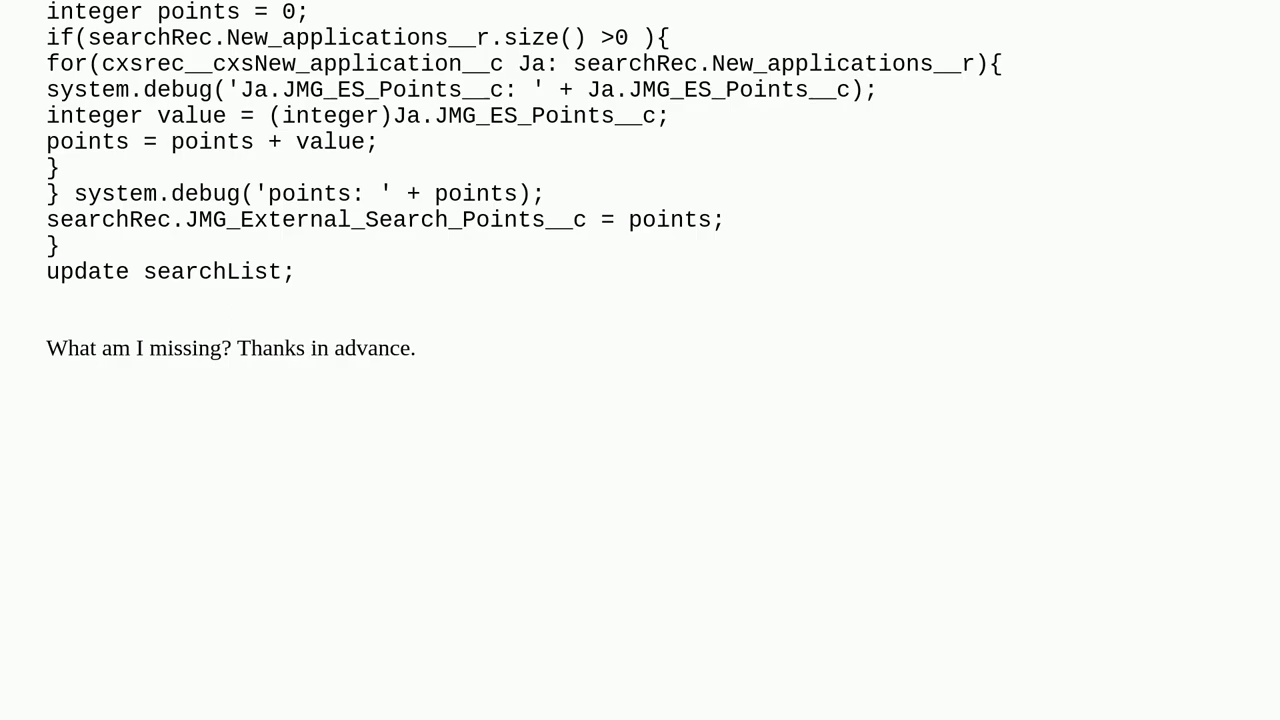 integer points = 0;
if(searchRec.New_applications__r.size() >0 ){
for(cxsrec__cxsNew_application__c Ja: searchRec.New_applications__r){
system.debug('Ja.JMG_ES_Points__c: ' + Ja.JMG_ES_Points__c);
integer value = (integer)Ja.JMG_ES_Points__c;
points = points + value;
}
} system.debug('points: ' + points);
searchRec.JMG_External_Search_Points__c = points;
}
update searchList;
What am I missing? Thanks in advance.